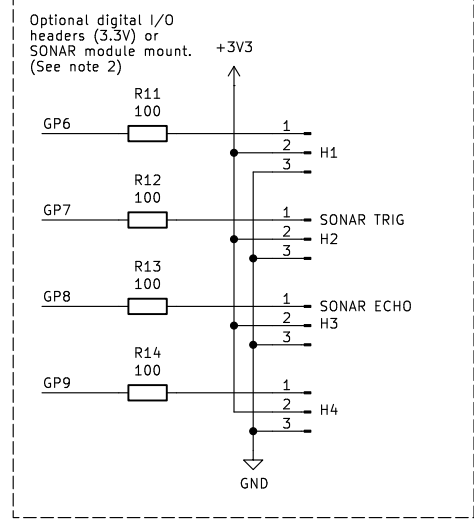 Optional digital I/O
headers (3.3V) or
SONAR module mount.
(See note 2)
+3V3
R11
100
GP6
1
2
H1
3
R12
100
GP7
1
SONAR TRIG
2
H2
3
R13
100
GP8
1
SONAR ECHO
2
H3
3
R14
100
GP9
1
2
H4
3
GND